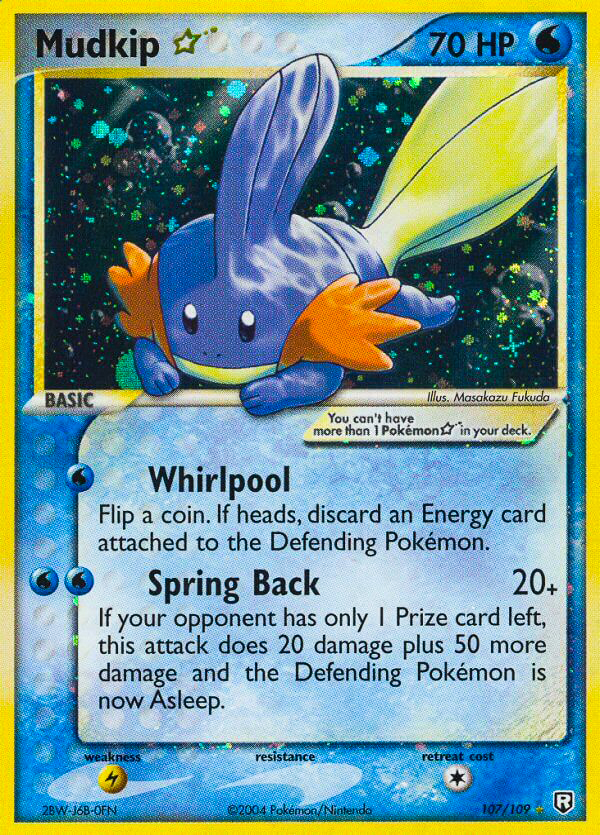 Mudkip ☆
70 HP
BASIC
Illus. Masakazu Fukuda
You can't have
more than 1 Pokémon ☆ in your deck.
Whirlpool
Flip a coin. If heads, discard an Energy card
attached to the Defending Pokémon.
Spring Back 20+
If your opponent has only 1 Prize card left,
this attack does 20 damage plus 50 more
damage and the Defending Pokémon is
now Asleep.
weakness resistance retreat cost
2BW-J6B-0FN ©2004 Pokémon/Nintendo 107/109 ★ R